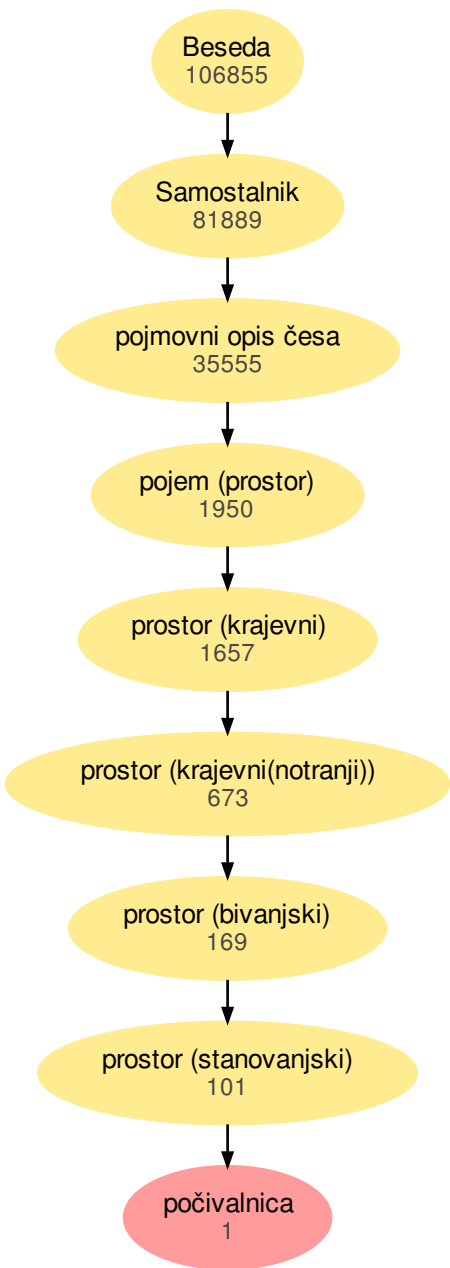 Beseda
106855
Samostalnik
81889
pojmovni opis česa
35555
pojem (prostor)
1950
prostor (krajevni)
1657
prostor (krajevni(notranji))
673
prostor (bivanjski)
169
prostor (stanovanjski)
101
počivalnica
1